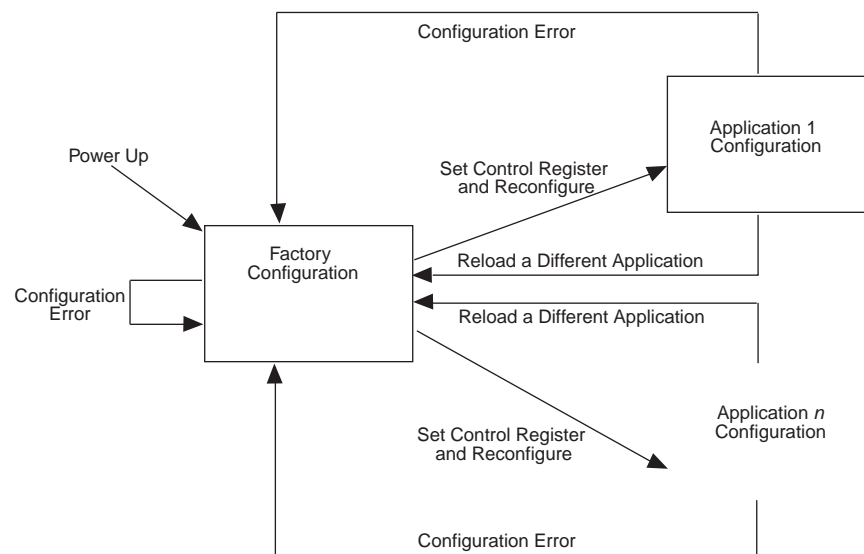 Configuration Error
Application 1
Configuration
Power Up
Set Control Register
and Reconfigure
Factory
Configuration
Reload a Different Application
Configuration
Error
Reload a Different Application
Application n
Configuration
Set Control Register
and Reconfigure
Configuration Error